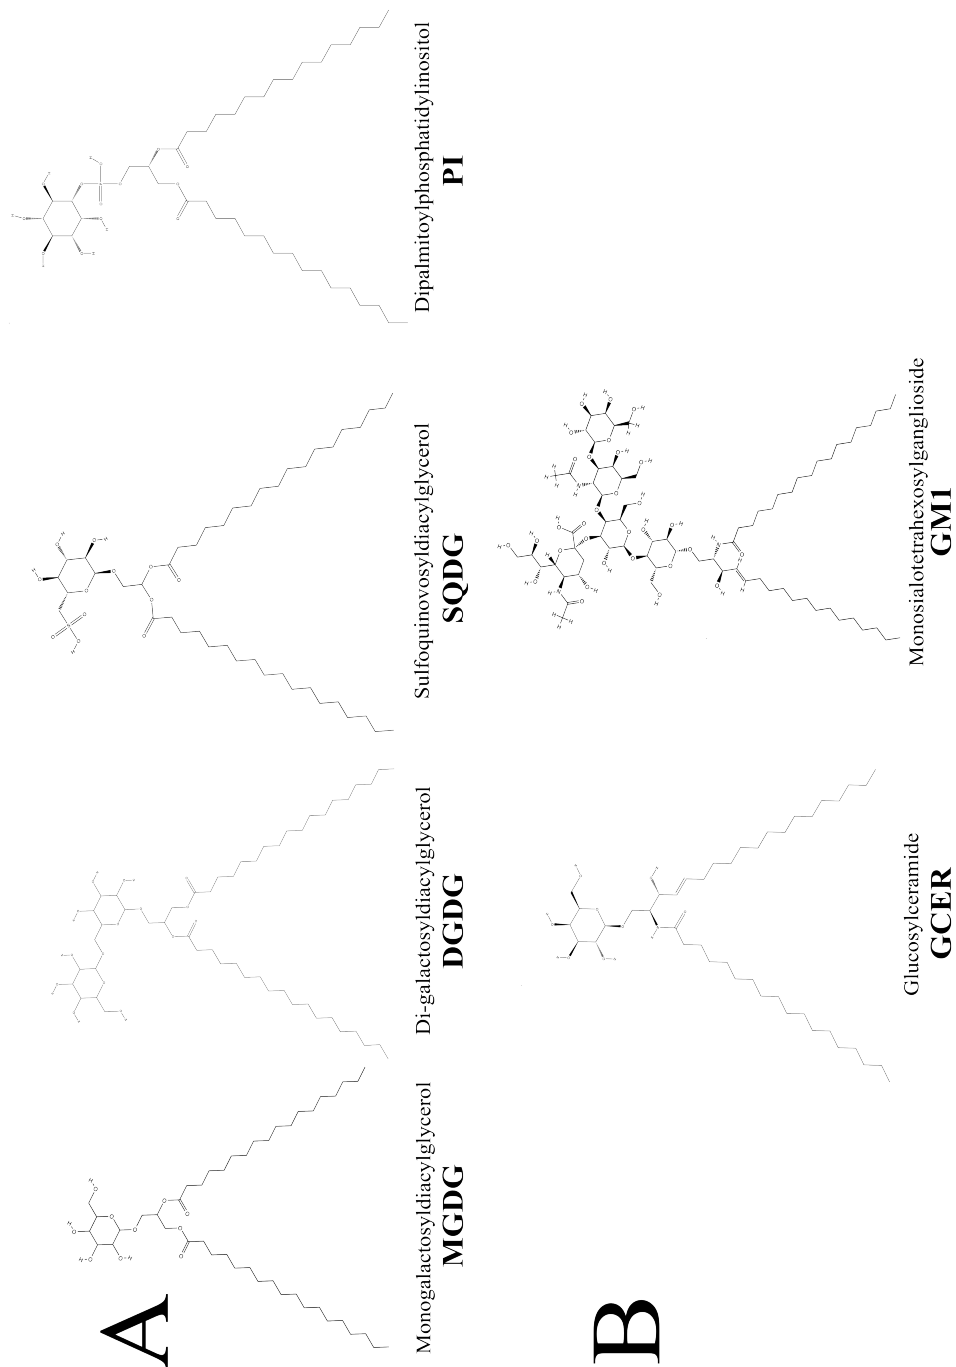 A
Monogalactosyldiacylglycerol
MGDG
Di-galactosyldiacylglycerol
DGDG
Sulfoquinovosyldiacylglycerol
SQDG
Dipalmitoylphosphatidylinositol
PI
B
Glucosylceramide
GCER
Monosialotetrahexosylganglioside
GM1